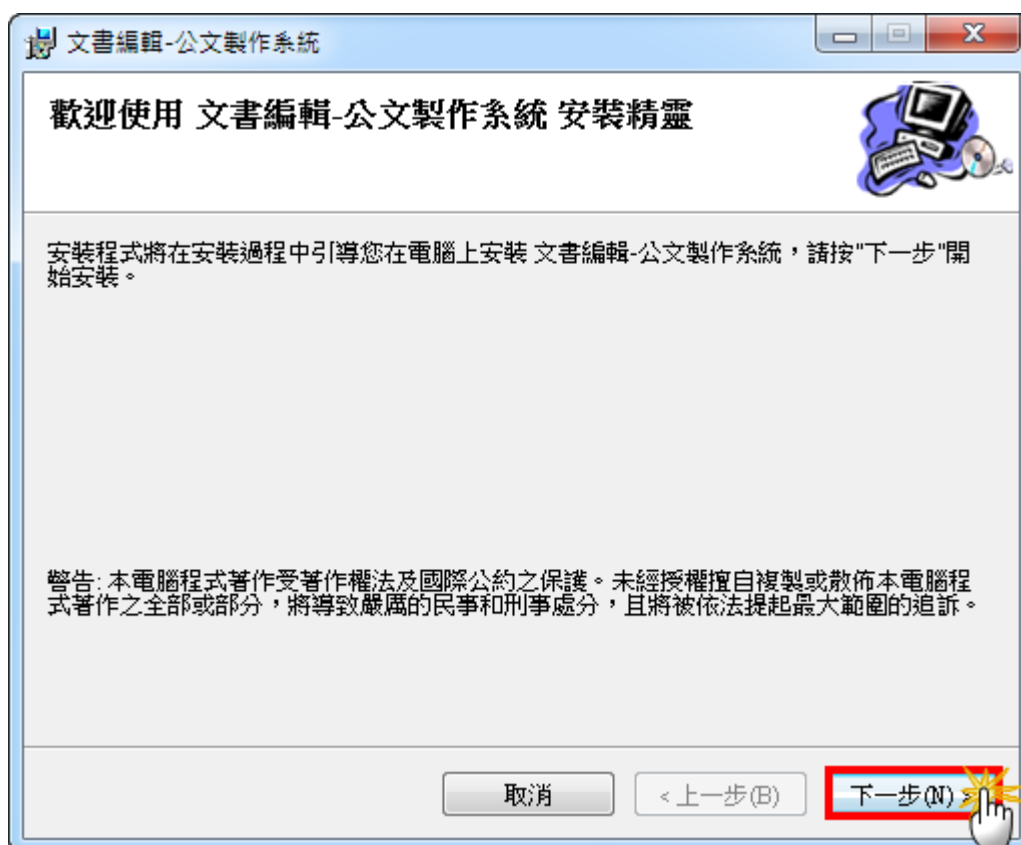 文書編輯-公文製作系統
歡迎使用 文書編輯-公文製作系統 安裝精靈
安裝程式將在安裝過程中引導您在電腦上安裝 文書編輯-公文製作系統，請按"下一步"開
始安裝。
警告: 本電腦程式著作受著作權法及國際公約之保護。未經授權擅自複製或散佈本電腦程
式著作之全部或部分，將導致嚴厲的民事和刑事處分，且將被依法提起最大範圍的追訴。
取消
< 上一步(B)
下一步(N) >